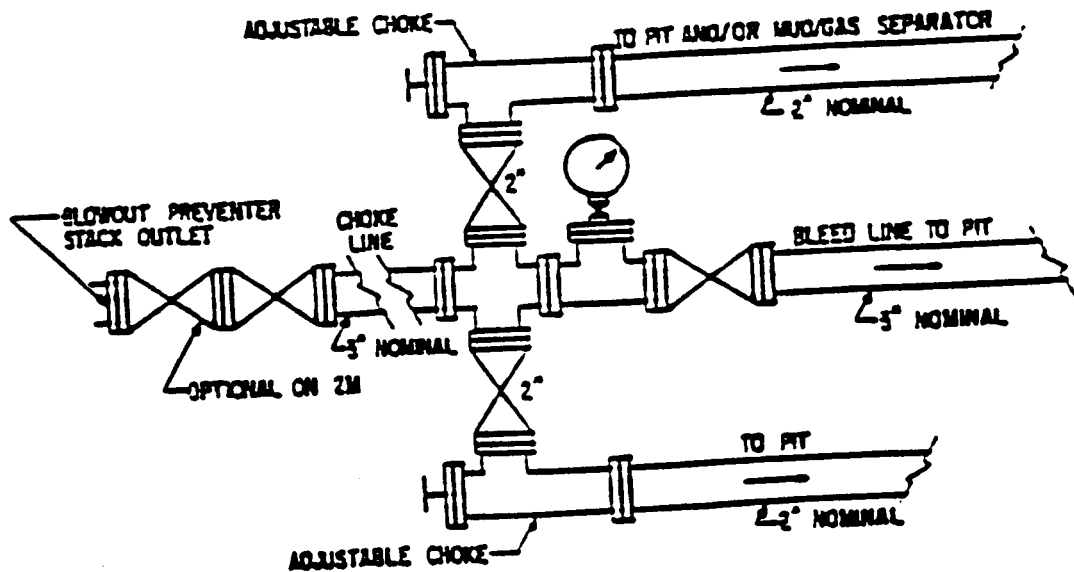 ADJUSTABLE CHOKE
TO PIT AND/OR MUD/GAS SEPARATOR
2" NOMINAL
2"
BLOWOUT PREVENTER
STACK OUTLET
CHOKE
LINE
BLEED LINE TO PIT
3" NOMINAL
3" NOMINAL
OPTIONAL ON 2M
2"
TO PIT
2" NOMINAL
ADJUSTABLE CHOKE